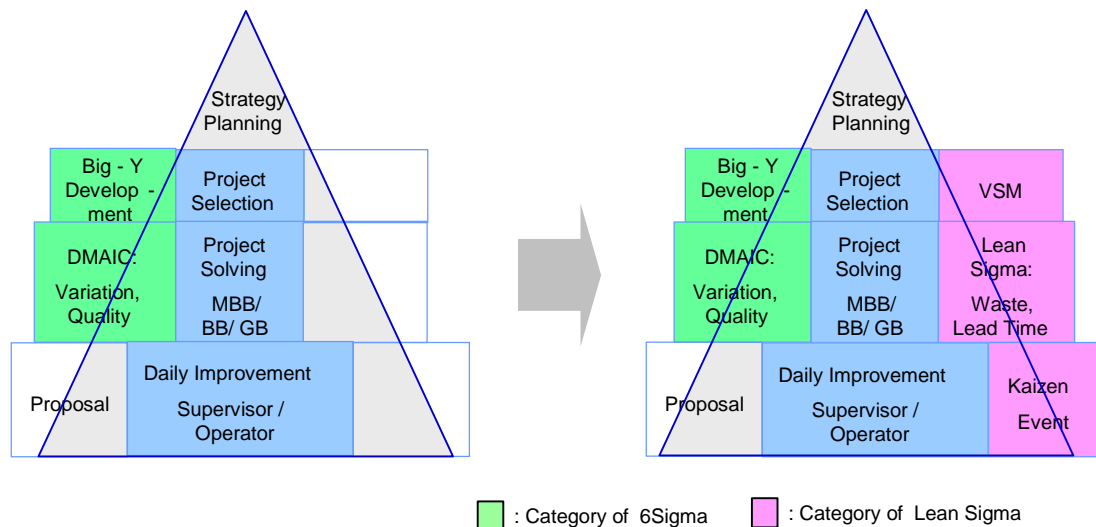 Strategy
Planning
Big - Y
Develop -
ment
Project
Selection
DMAIC:
Variation,
Quality
Project
Solving
MBB/
BB/ GB
Proposal
Daily Improvement
Supervisor /
Operator
Strategy
Planning
Big - Y
Develop -
ment
Project
Selection
VSM
DMAIC:
Variation,
Quality
Project
Solving
MBB/
BB/ GB
Lean
Sigma:
Waste,
Lead Time
Proposal
Daily Improvement
Supervisor /
Operator
Kaizen
Event
: Category of 6Sigma
: Category of Lean Sigma